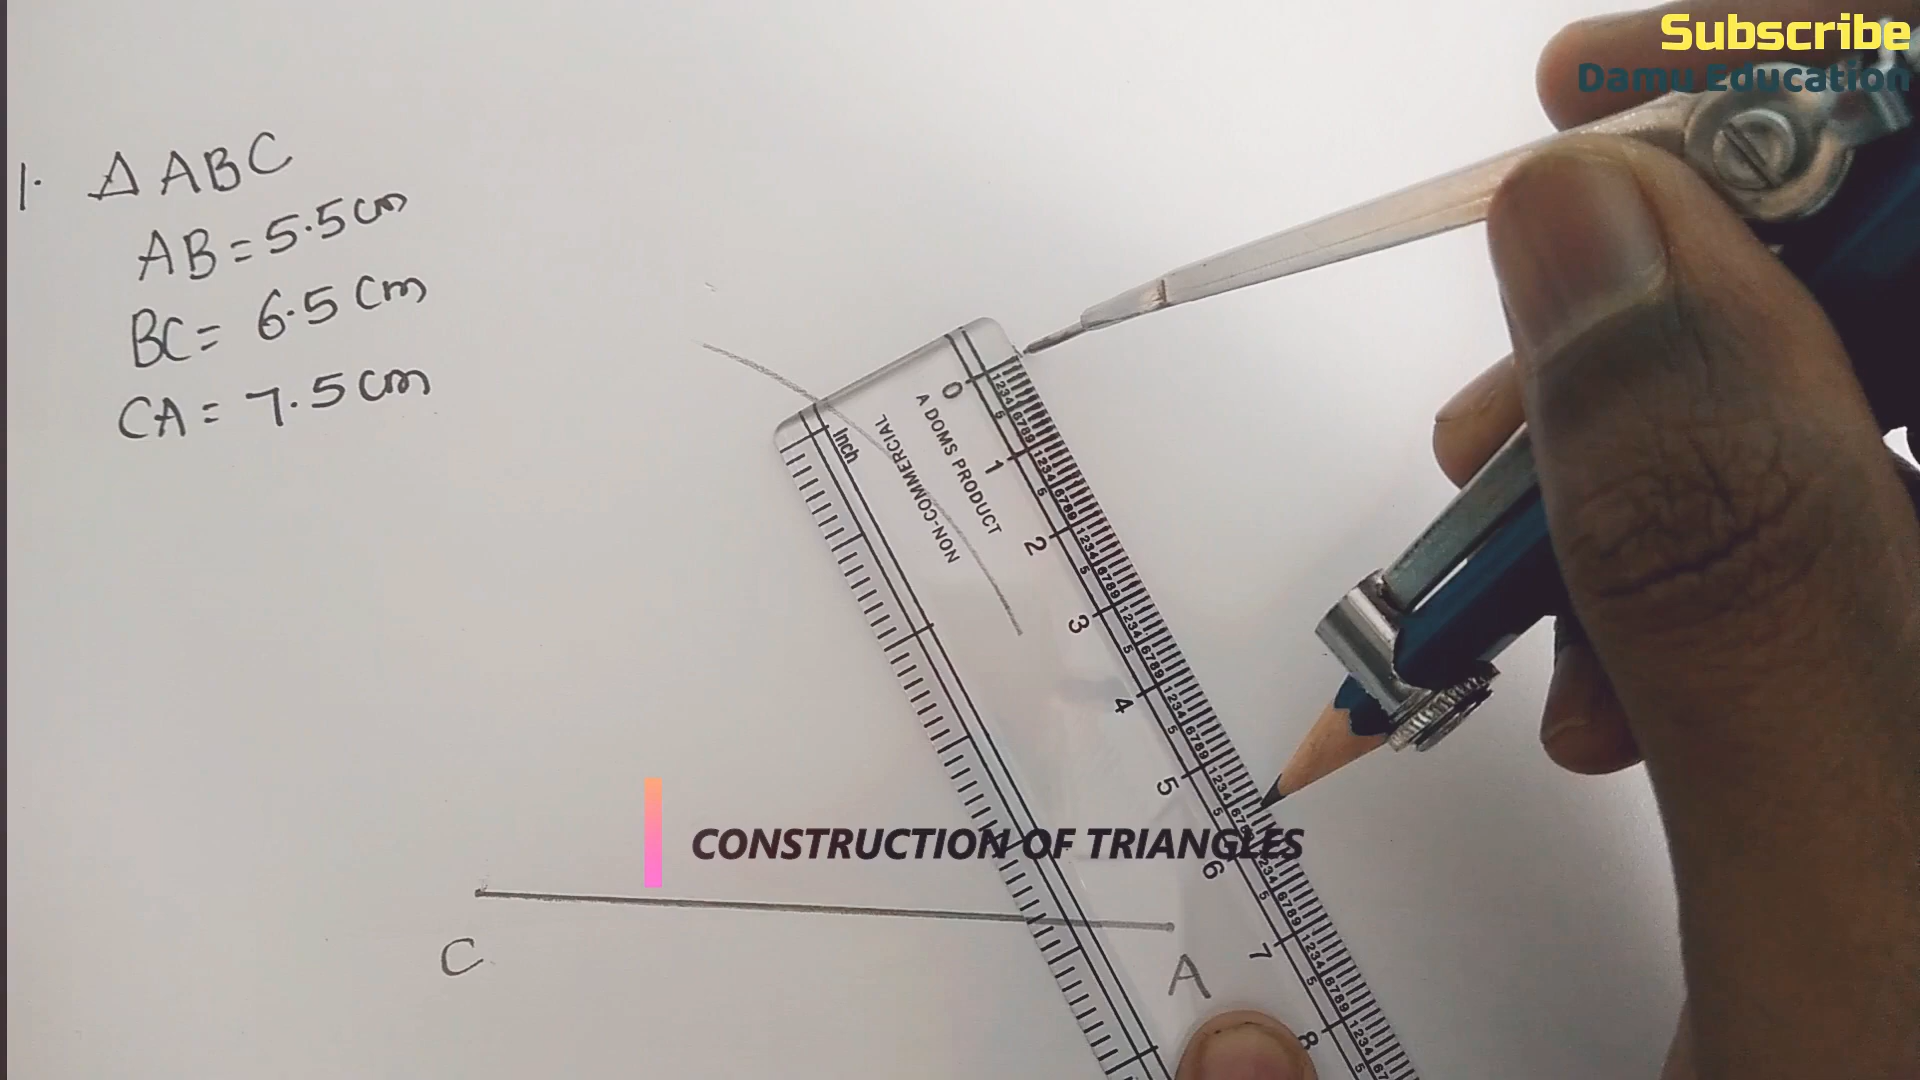 Subscribe
Damu Education
1. Δ ABC
AB = 5.5 cm
BC = 6.5 cm
CA = 7.5 cm
Inch
NON-COMMERCIAL
A DOMS PRODUCT
0 1 2 3 4 5 6 7 8
CONSTRUCTION OF TRIANGLES
C
A